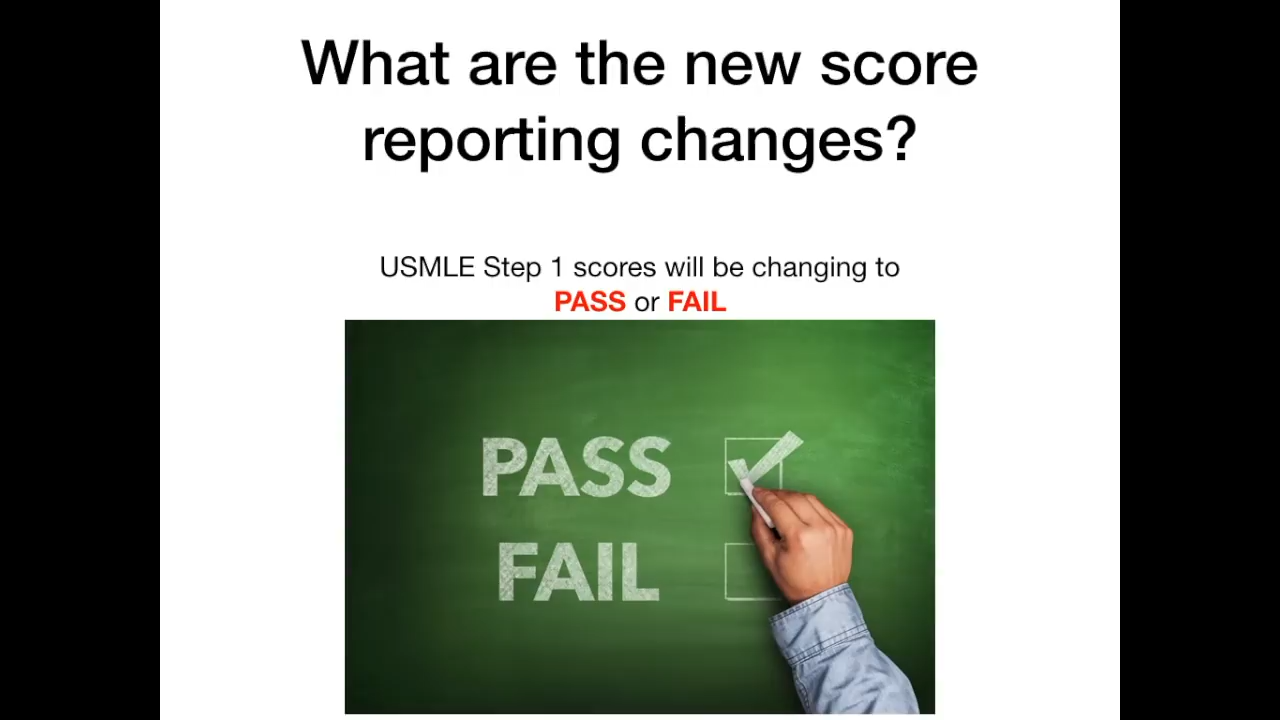 What are the new score
reporting changes?
USMLE Step 1 scores will be changing to
PASS or FAIL
PASS
FAIL